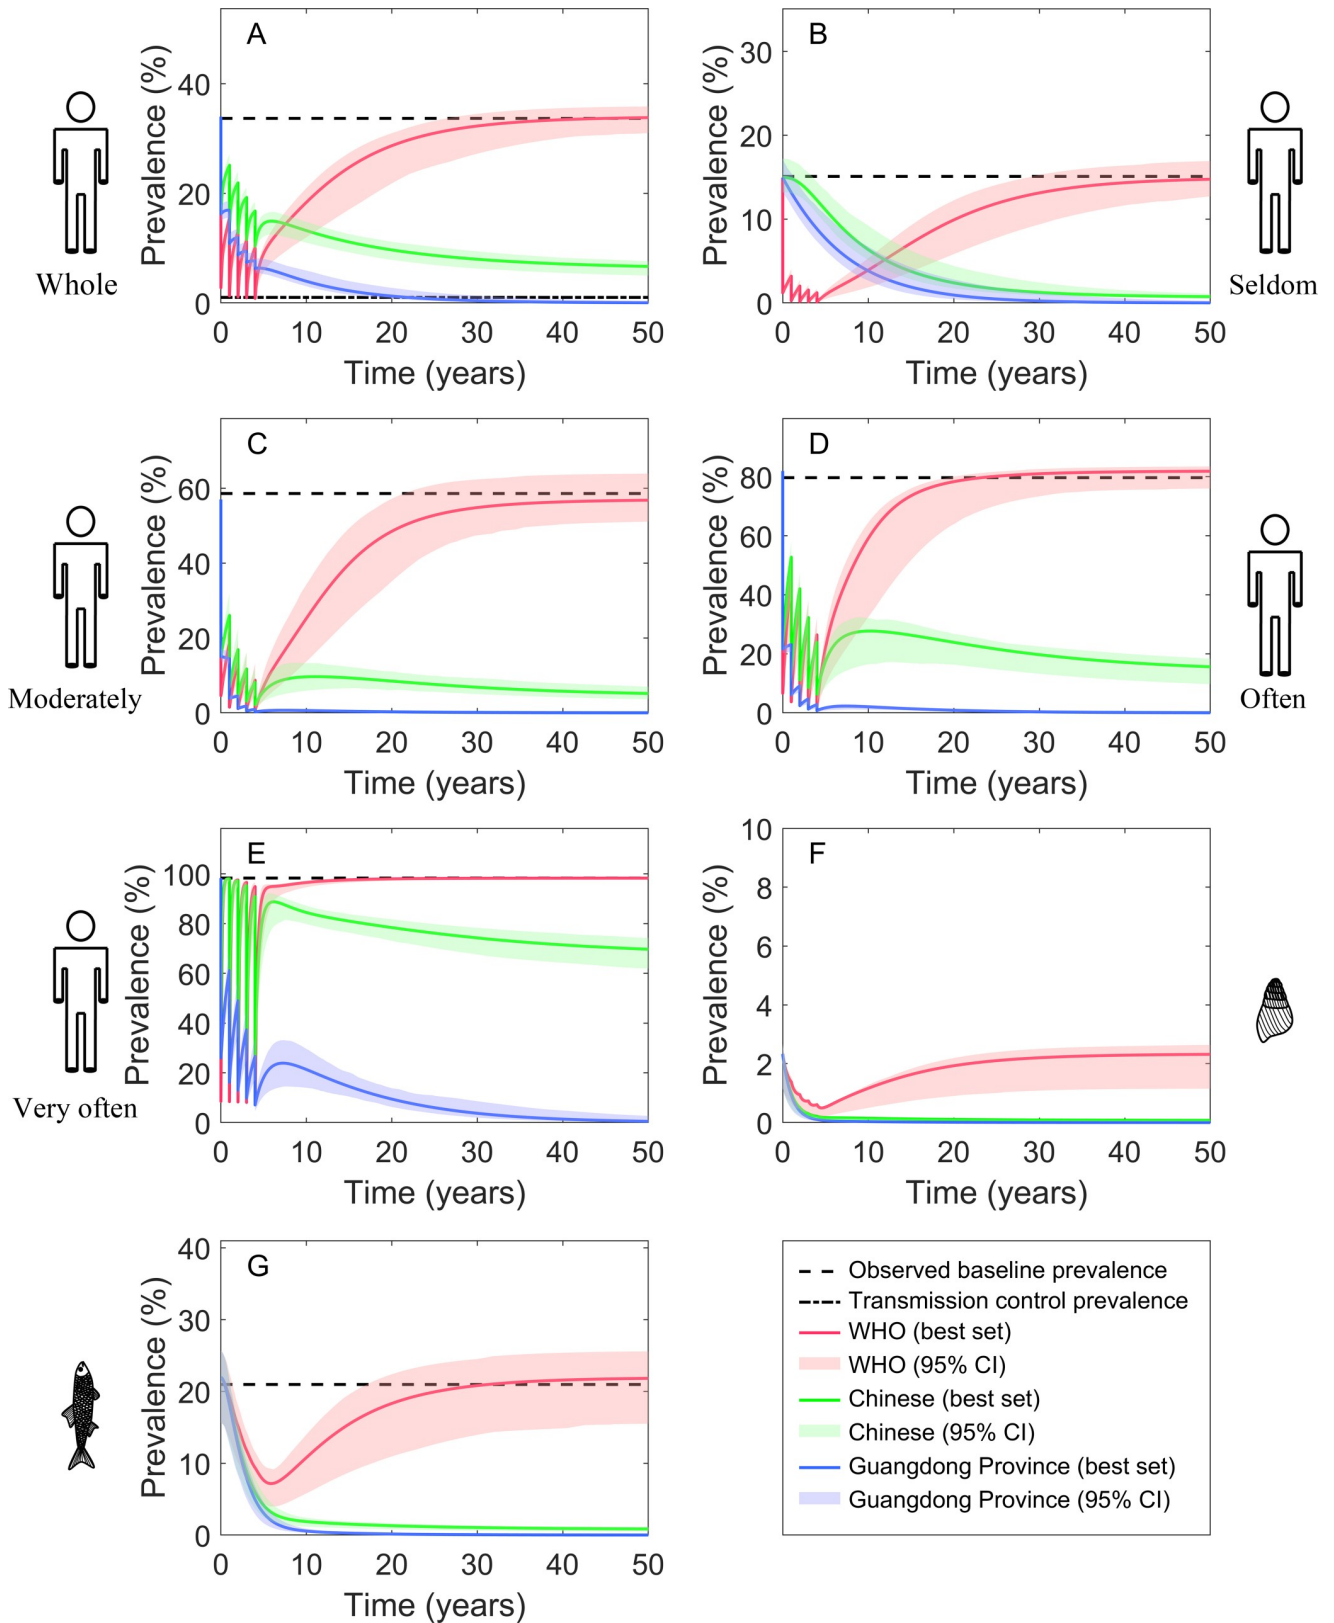 A
Prevalence (%)
40
20
0
0 10 20 30 40 50
Time (years)
Whole
B
Prevalence (%)
30
20
10
0
0 10 20 30 40 50
Time (years)
Seldom
C
Prevalence (%)
60
40
20
0
0 10 20 30 40 50
Time (years)
Moderately
D
Prevalence (%)
80
60
40
20
0
0 10 20 30 40 50
Time (years)
Often
E
Prevalence (%)
100
80
60
40
20
0
0 10 20 30 40 50
Time (years)
Very often
F
Prevalence (%)
10
8
6
4
2
0
0 10 20 30 40 50
Time (years)
G
Prevalence (%)
40
30
20
10
0
0 10 20 30 40 50
Time (years)
Observed baseline prevalence
Transmission control prevalence
WHO (best set)
WHO (95% CI)
Chinese (best set)
Chinese (95% CI)
Guangdong Province (best set)
Guangdong Province (95% CI)